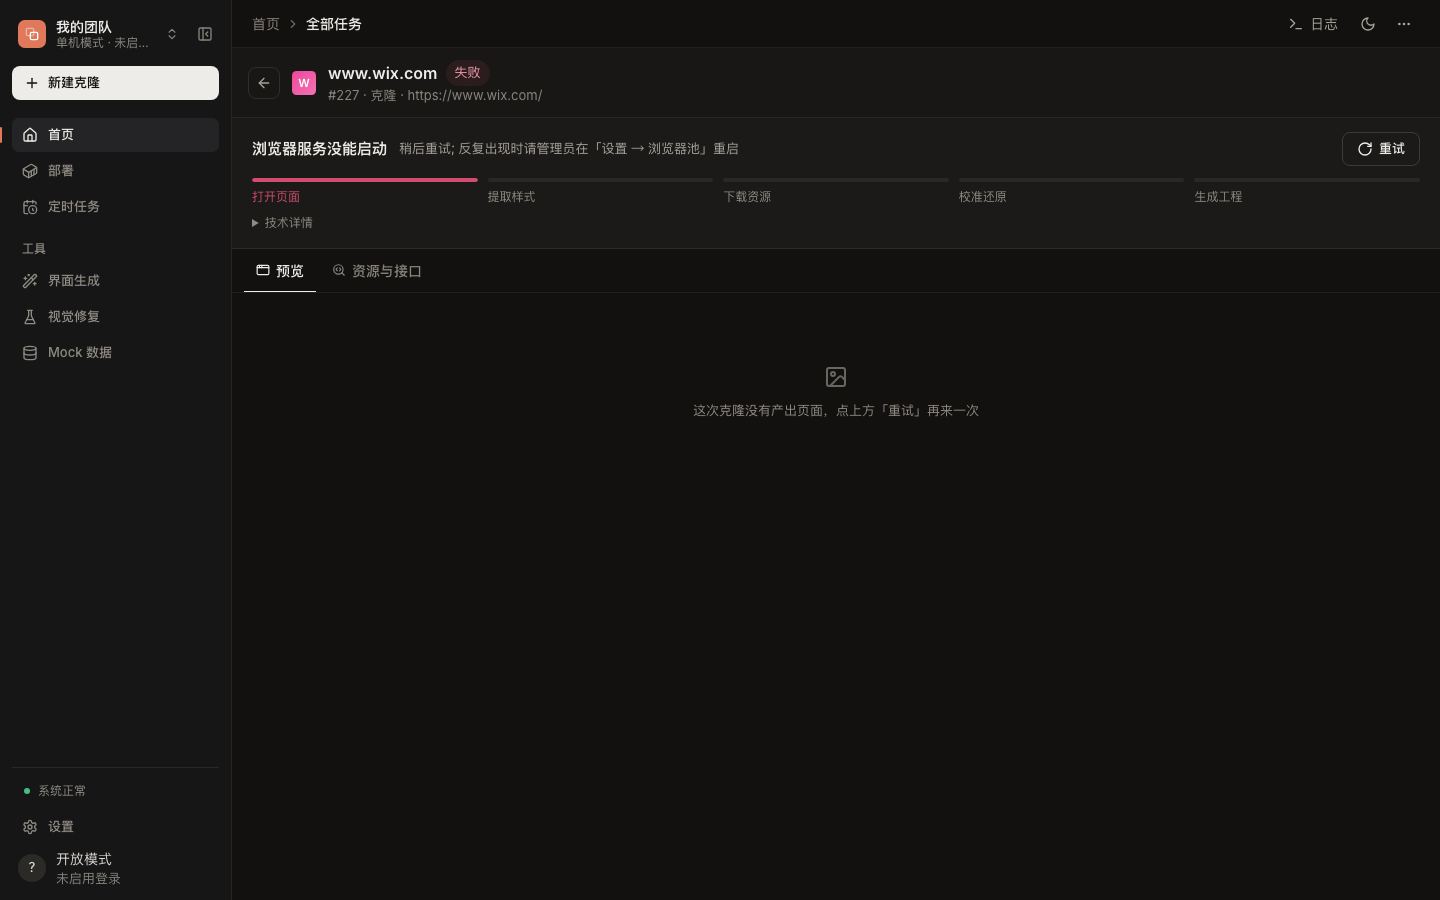 我的团队
单机模式 · 未启...
新建克隆
首页
部署
定时任务
工具
界面生成
视觉修复
Mock 数据
系统正常
设置
?
开放模式
未启用登录
首页 > 全部任务
日志
W
www.wix.com 失败
#227 · 克隆 · https://www.wix.com/
浏览器服务没能启动 稍后重试; 反复出现时请管理员在「设置 → 浏览器池」重启
重试
打开页面 提取样式 下载资源 校准还原 生成工程
技术详情
预览 资源与接口
这次克隆没有产出页面，点上方「重试」再来一次